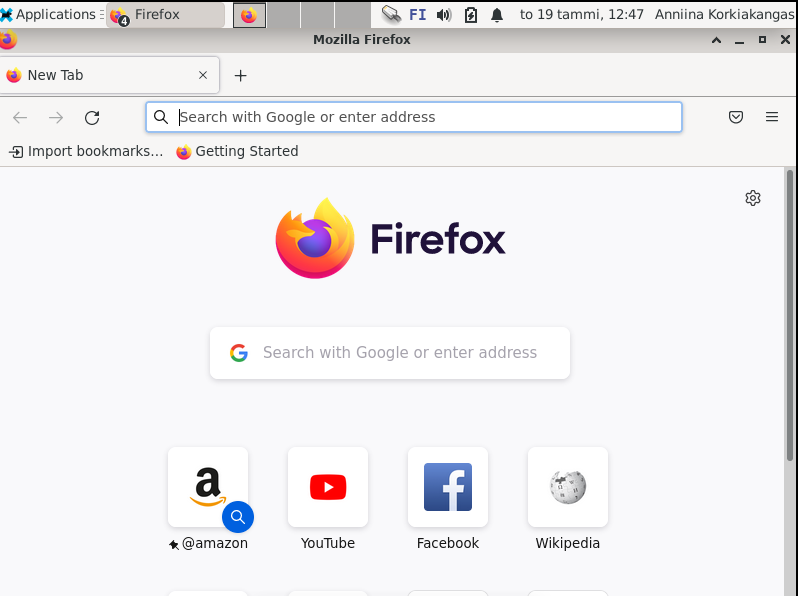 Applications
4
Firefox
FI
to 19 tammi, 12:47
Anniina Korkiakangas
Mozilla Firefox
New Tab
Search with Google or enter address
Import bookmarks…
Getting Started
Firefox
Search with Google or enter address
@amazon
YouTube
Facebook
Wikipedia